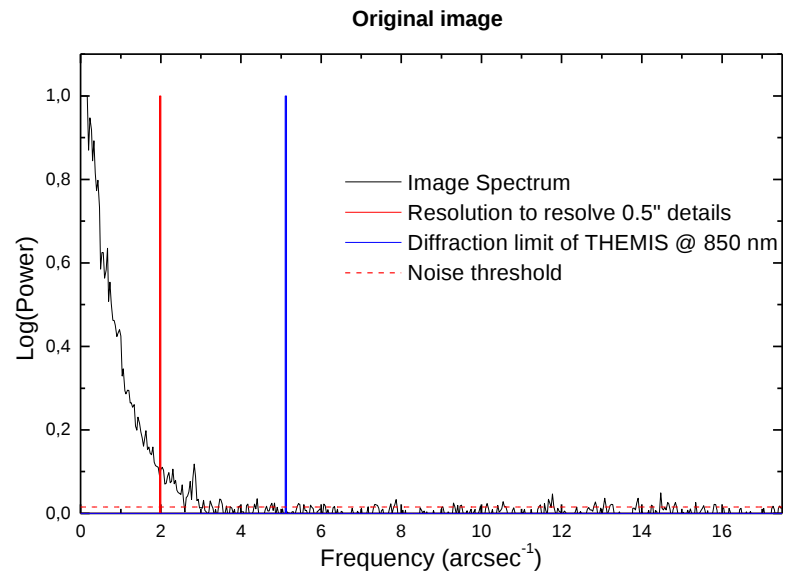 Original image
1,0
0,8
0,6
0,4
0,2
0,0
Log(Power)
Image Spectrum
Resolution to resolve 0.5" details
Diffraction limit of THEMIS @ 850 nm
Noise threshold
0 2 4 6 8 10 12 14 16
Frequency (arcsec⁻¹)